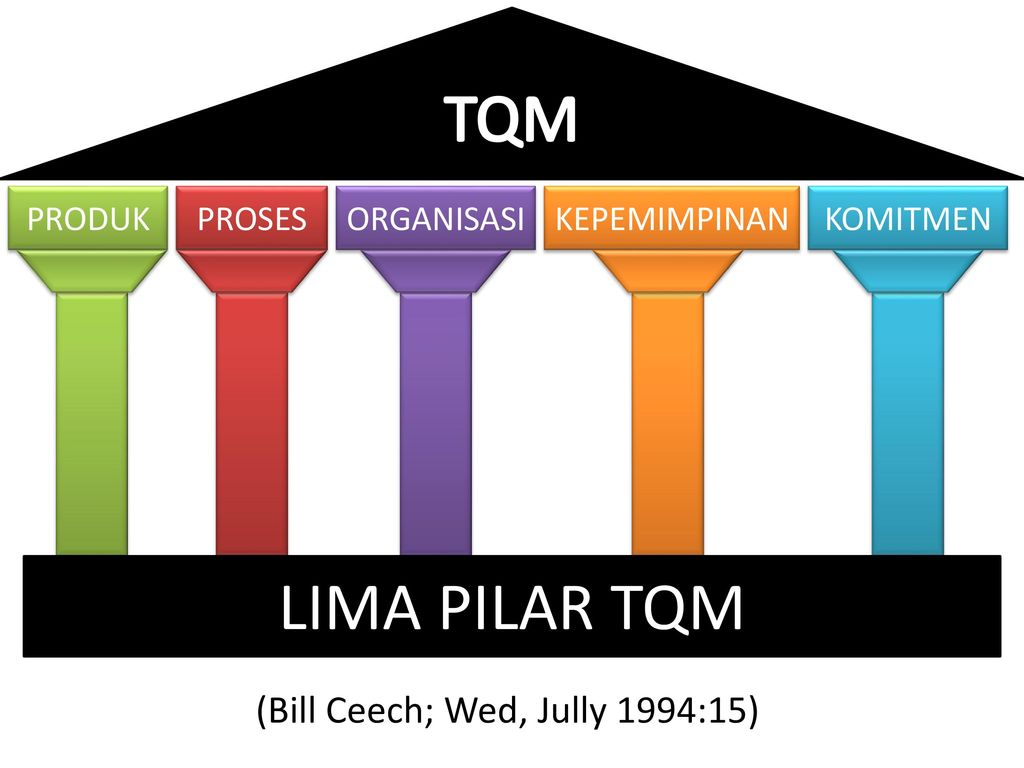 TQM
PRODUK
PROSES
ORGANISASI
KEPEMIMPINAN
KOMITMEN
LIMA PILAR TQM
(Bill Ceech; Wed, Jully 1994:15)